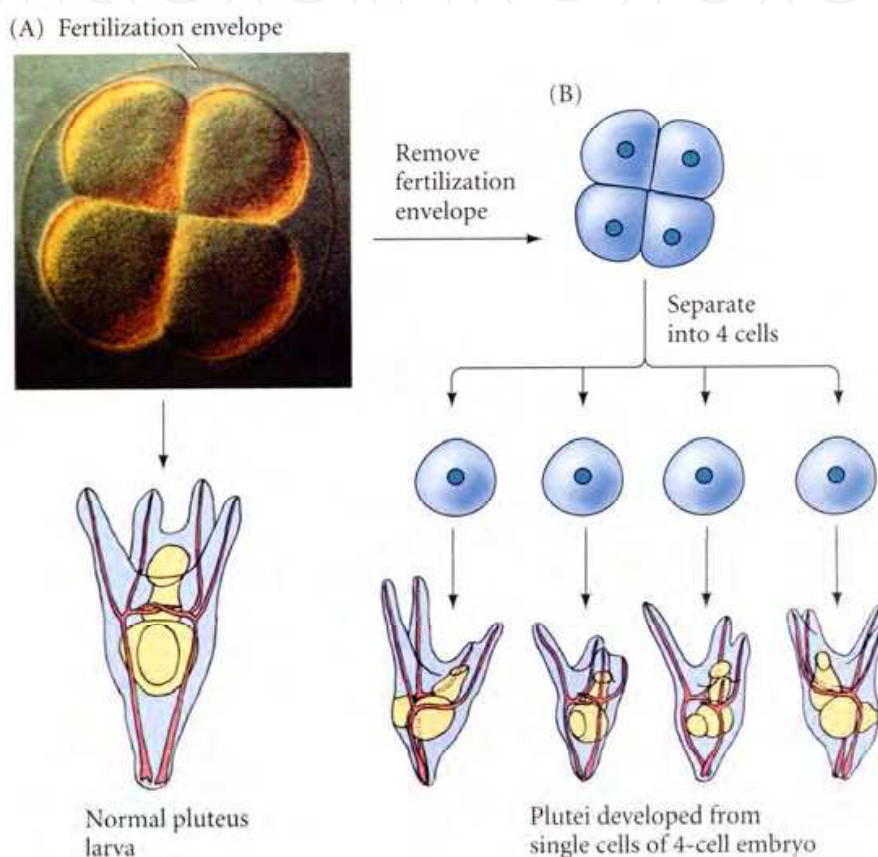 (A) Fertilization envelope
(B)
Remove
fertilization
envelope
Separate
into 4 cells
Normal pluteus
larva
Plutei developed from
single cells of 4-cell embryo